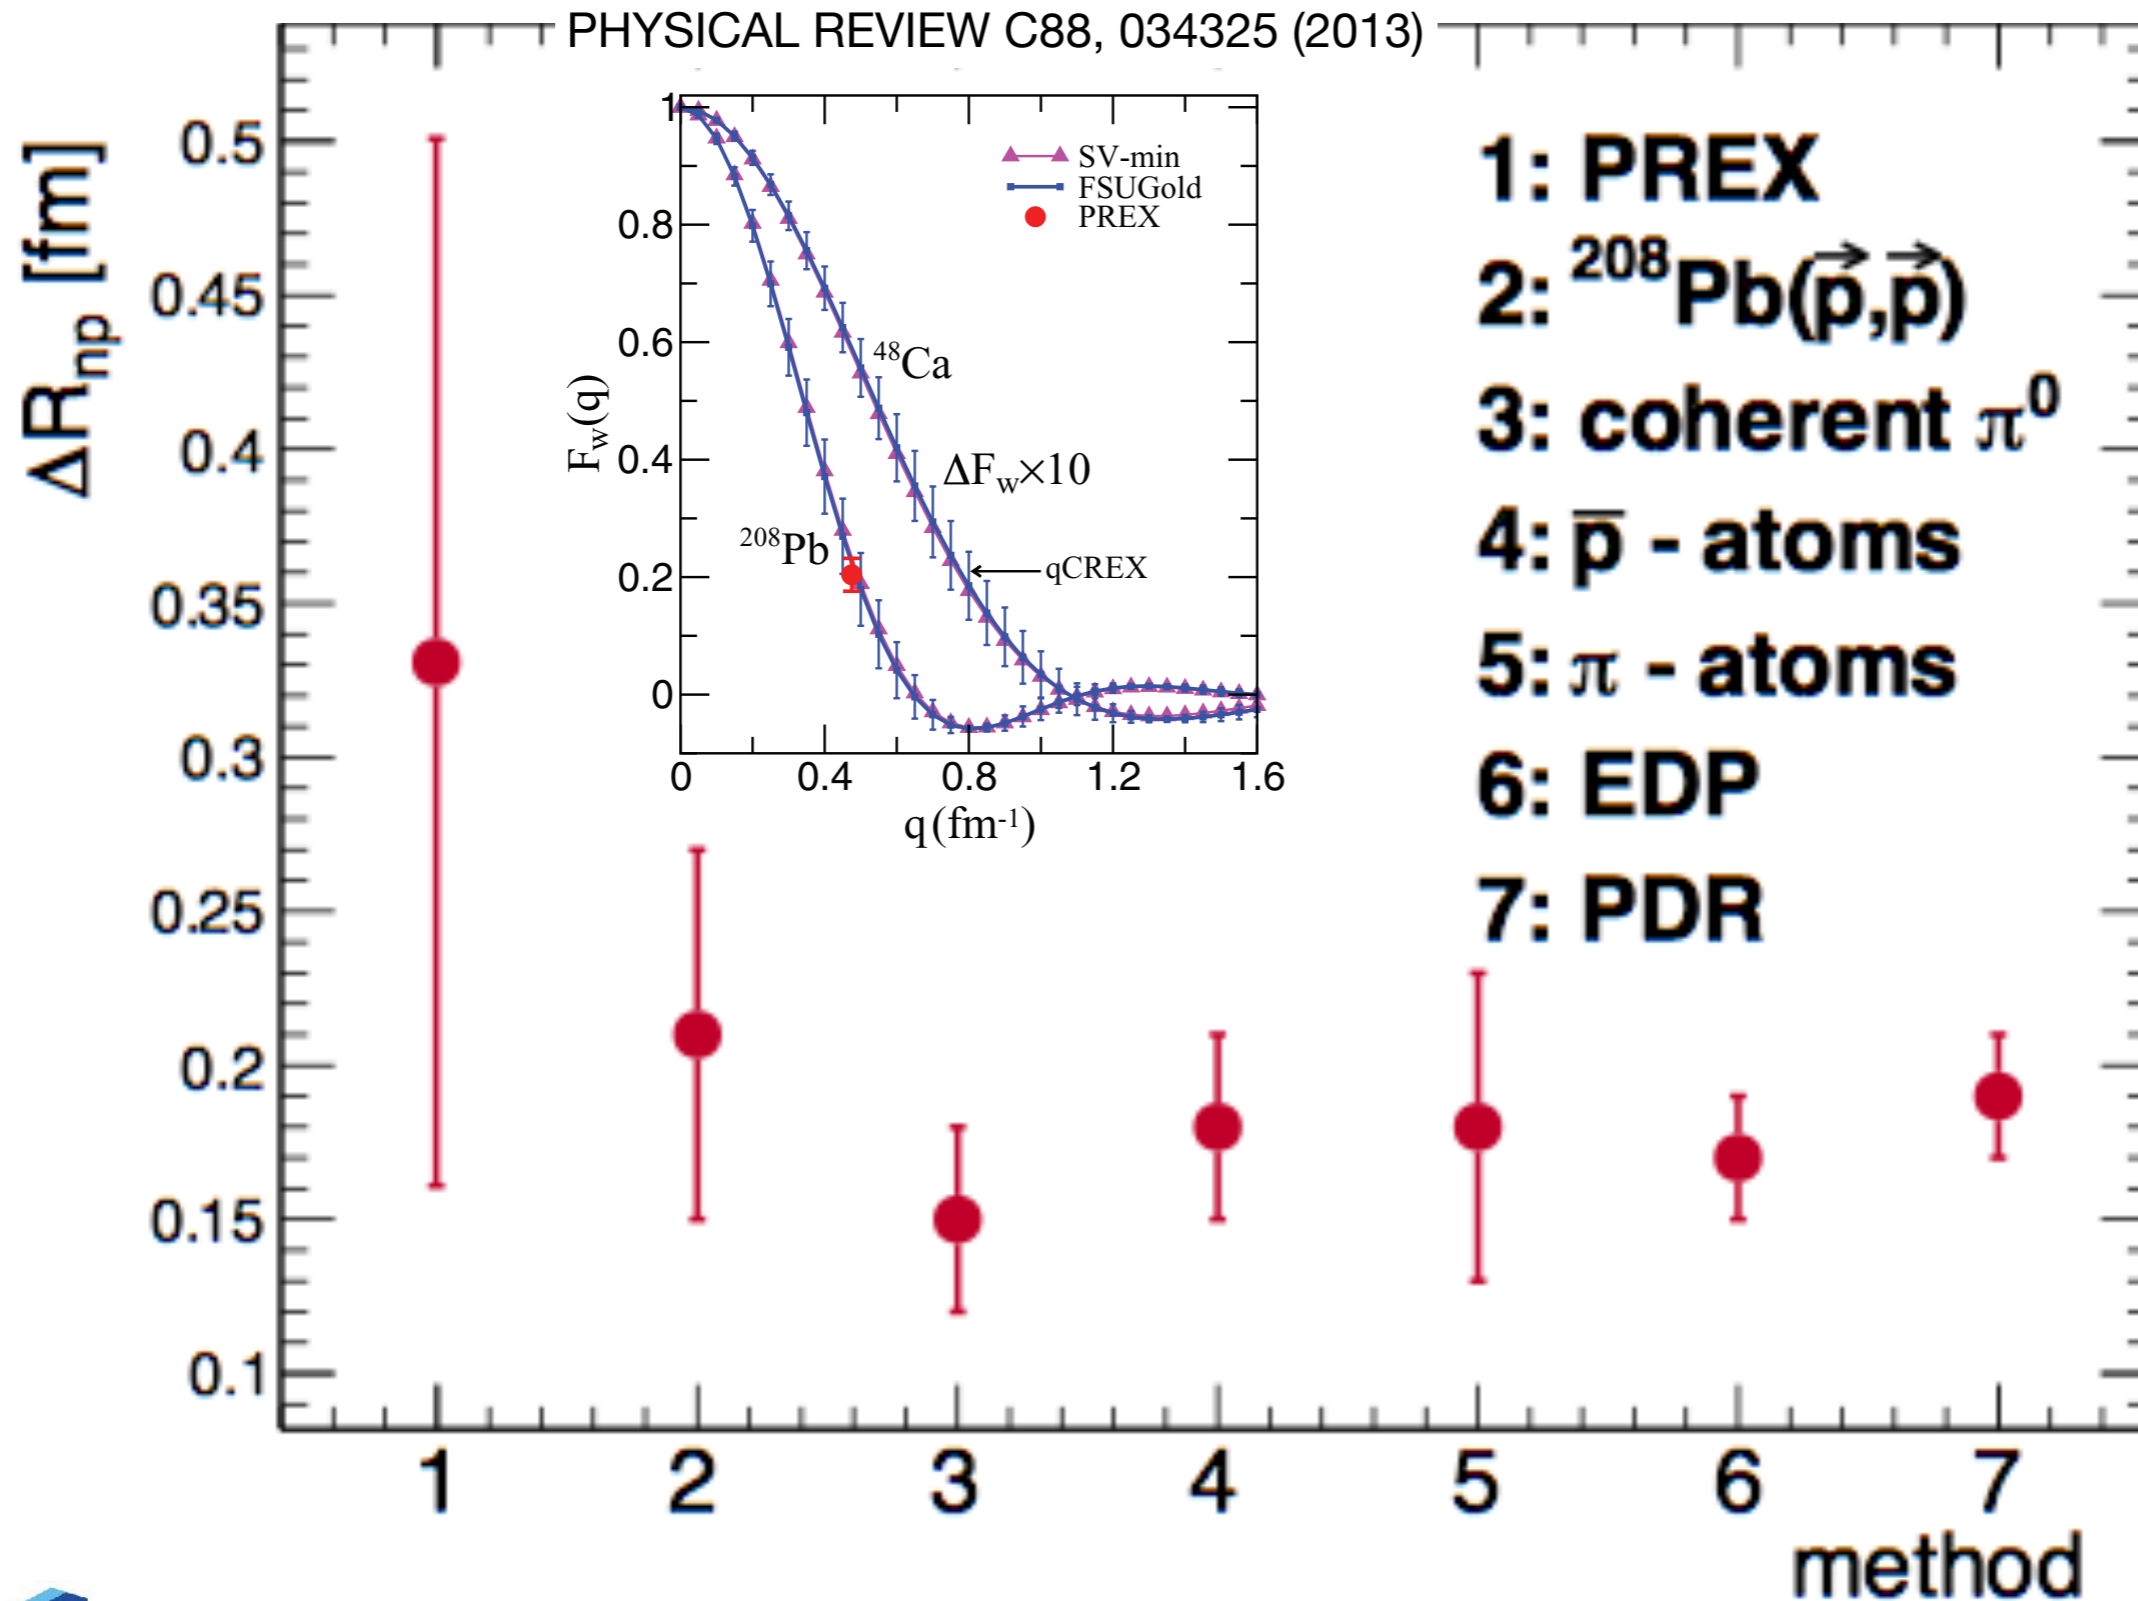 PHYSICAL REVIEW C88, 034325 (2013)
ΔRnp [fm]
0.5
0.45
0.4
0.35
0.3
0.25
0.2
0.15
0.1
1
2
3
4
5
6
7
method
1: PREX
2: ²⁰⁸Pb(p⃗,p⃗)
3: coherent π⁰
4: p̅ - atoms
5: π - atoms
6: EDP
7: PDR
Fw(q)
1
0.8
0.6
0.4
0.2
0
0
0.4
0.8
1.2
1.6
q(fm⁻¹)
SV-min
FSUGold
PREX
⁴⁸Ca
ΔFw×10
²⁰⁸Pb
qCREX